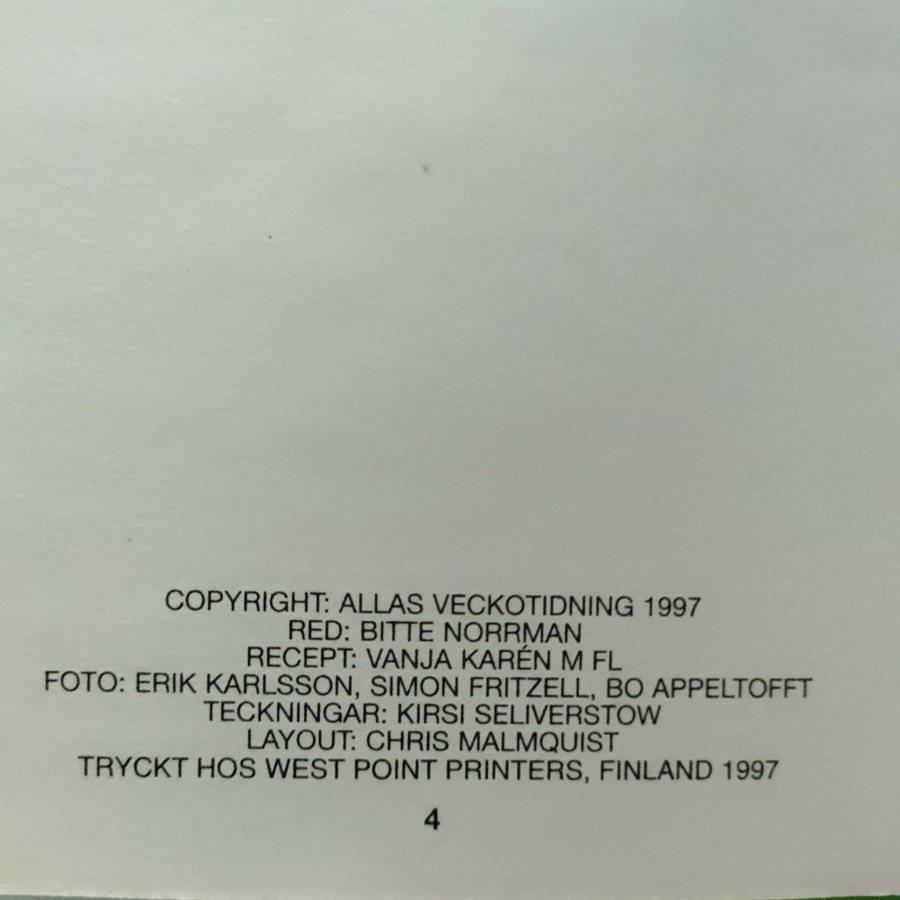 COPYRIGHT: ALLAS VECKOTIDNING 1997
RED: BITTE NORRMAN
RECEPT: VANJA KARÉN M FL
FOTO: ERIK KARLSSON, SIMON FRITZELL, BO APPELTOFFT
TECKNINGAR: KIRSI SELIVERSTOW
LAYOUT: CHRIS MALMQUIST
TRYCKT HOS WEST POINT PRINTERS, FINLAND 1997
4